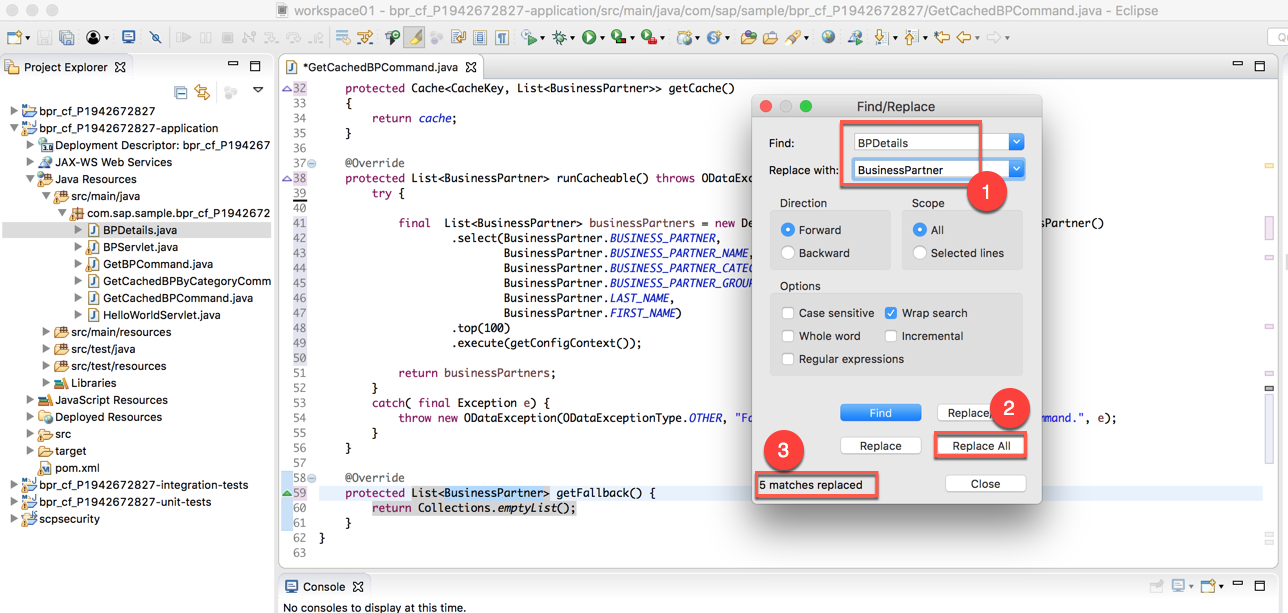 workspace01 - bpr_cf_P1942672827-application/src/main/java/com/sap/sample/bpr_cf_P1942672827/GetCachedBPCommand.java - Eclipse
Project Explorer
bpr_cf_P1942672827
bpr_cf_P1942672827-application
Deployment Descriptor: bpr_cf_P194267
JAX-WS Web Services
Java Resources
src/main/java
com.sap.sample.bpr_cf_P1942672
BPDetails.java
BPServlet.java
GetBPCommand.java
GetCachedBPByCategoryComm
GetCachedBPCommand.java
HelloWorldServlet.java
src/main/resources
src/test/java
src/test/resources
Libraries
JavaScript Resources
Deployed Resources
src
target
pom.xml
bpr_cf_P1942672827-integration-tests
bpr_cf_P1942672827-unit-tests
scpsecurity
*GetCachedBPCommand.java
32 protected Cache<CacheKey, List<BusinessPartner>> getCache()
33 {
34 return cache;
35 }
36
37 @Override
38 protected List<BusinessPartner> runCacheable() throws ODataExc
39 try {
40
41 final List<BusinessPartner> businessPartners = new De
sPartner()
42 .select(BusinessPartner.BUSINESS_PARTNER,
43 BusinessPartner.BUSINESS_PARTNER_NAME,
44 BusinessPartner.BUSINESS_PARTNER_CATEG
45 BusinessPartner.BUSINESS_PARTNER_GROUP
46 BusinessPartner.LAST_NAME,
47 BusinessPartner.FIRST_NAME)
48 .top(100)
49 .execute(getConfigContext());
50
51 return businessPartners;
52 }
53 catch( final Exception e) {
54 throw new ODataException(ODataExceptionType.OTHER, "Fa
mmand.", e);
55 }
56 }
57
58 @Override
59 protected List<BusinessPartner> getFallback() {
60 return Collections.emptyList();
61 }
62 }
63
Find/Replace
Find: BPDetails
Replace with: BusinessPartner
1
Direction
Scope
Forward
All
Backward
Selected lines
Options
Case sensitive
Wrap search
Whole word
Incremental
Regular expressions
Find
Replace/
2
Replace
Replace All
3
5 matches replaced
Close
Console
No consoles to display at this time.